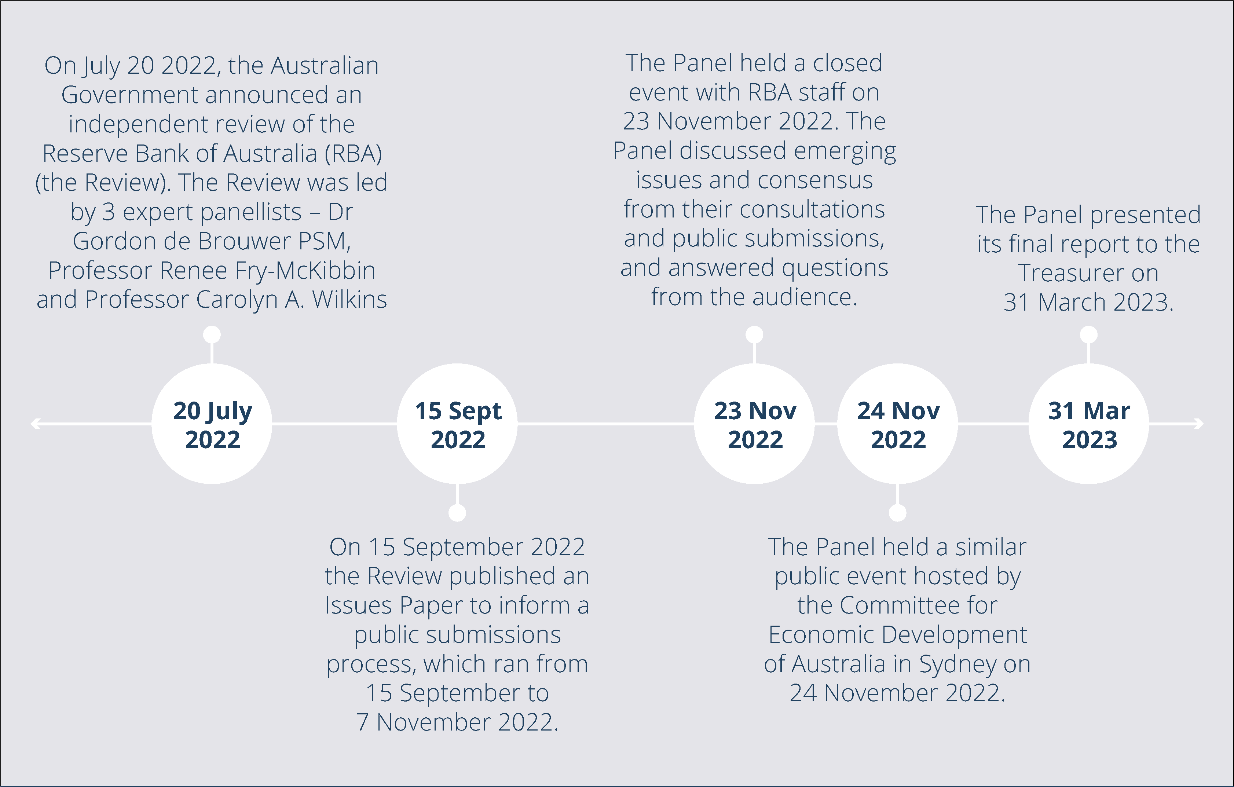 On July 20 2022, the Australian
Government announced an
independent review of the
Reserve Bank of Australia (RBA)
(the Review). The Review was led
by 3 expert panellists – Dr
Gordon de Brouwer PSM,
Professor Renee Fry-McKibbin
and Professor Carolyn A. Wilkins
The Panel held a closed
event with RBA staff on
23 November 2022. The
Panel discussed emerging
issues and consensus
from their consultations
and public submissions,
and answered questions
from the audience.
The Panel presented
its final report to the
Treasurer on
31 March 2023.
20 July
2022
15 Sept
2022
23 Nov
2022
24 Nov
2022
31 Mar
2023
On 15 September 2022
the Review published an
Issues Paper to inform a
public submissions
process, which ran from
15 September to
7 November 2022.
The Panel held a similar
public event hosted by
the Committee for
Economic Development
of Australia in Sydney on
24 November 2022.